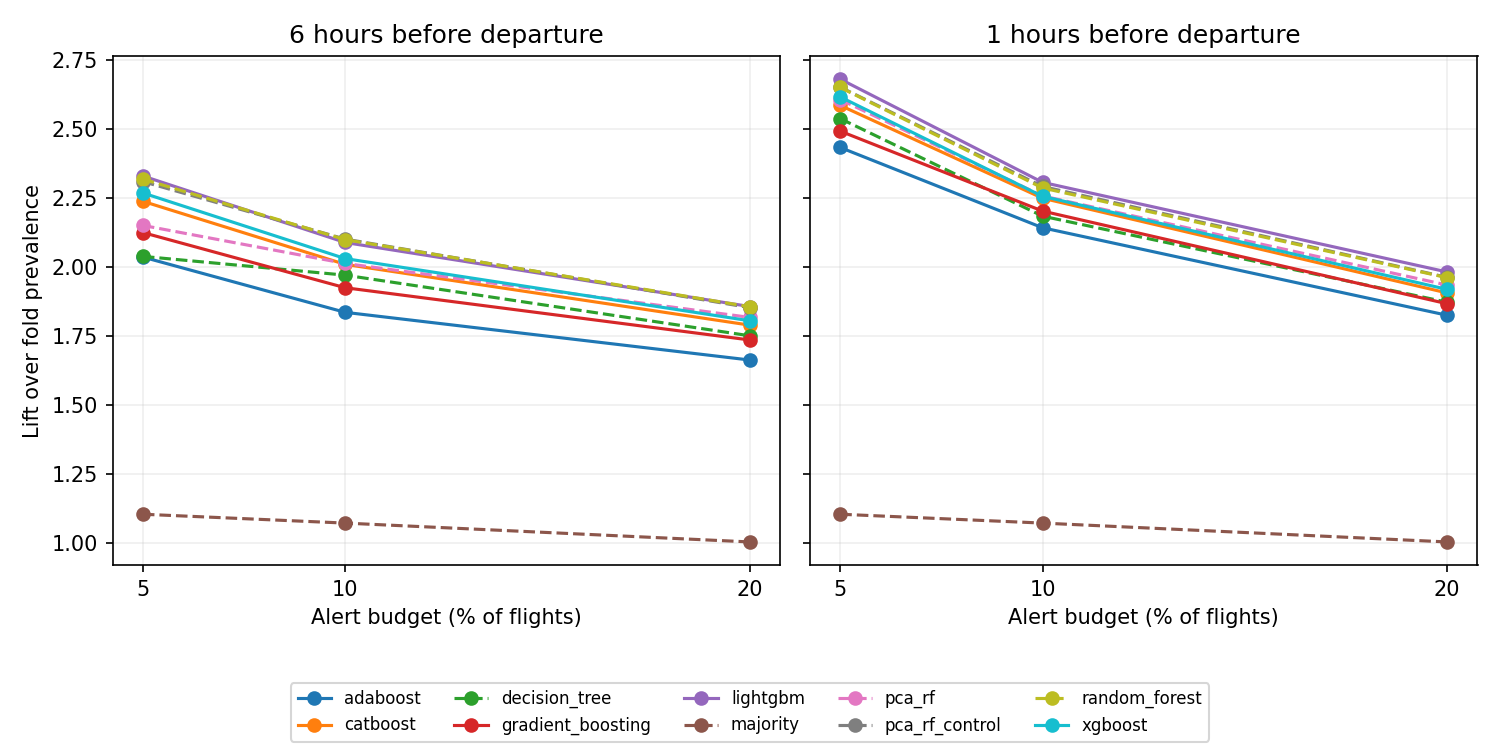 6 hours before departure
1 hours before departure
Lift over fold prevalence
2.75
2.50
2.25
2.00
1.75
1.50
1.25
1.00
5 10 20
5 10 20
Alert budget (% of flights)
Alert budget (% of flights)
adaboost decision_tree lightgbm pca_rf random_forest
catboost gradient_boosting majority pca_rf_control xgboost